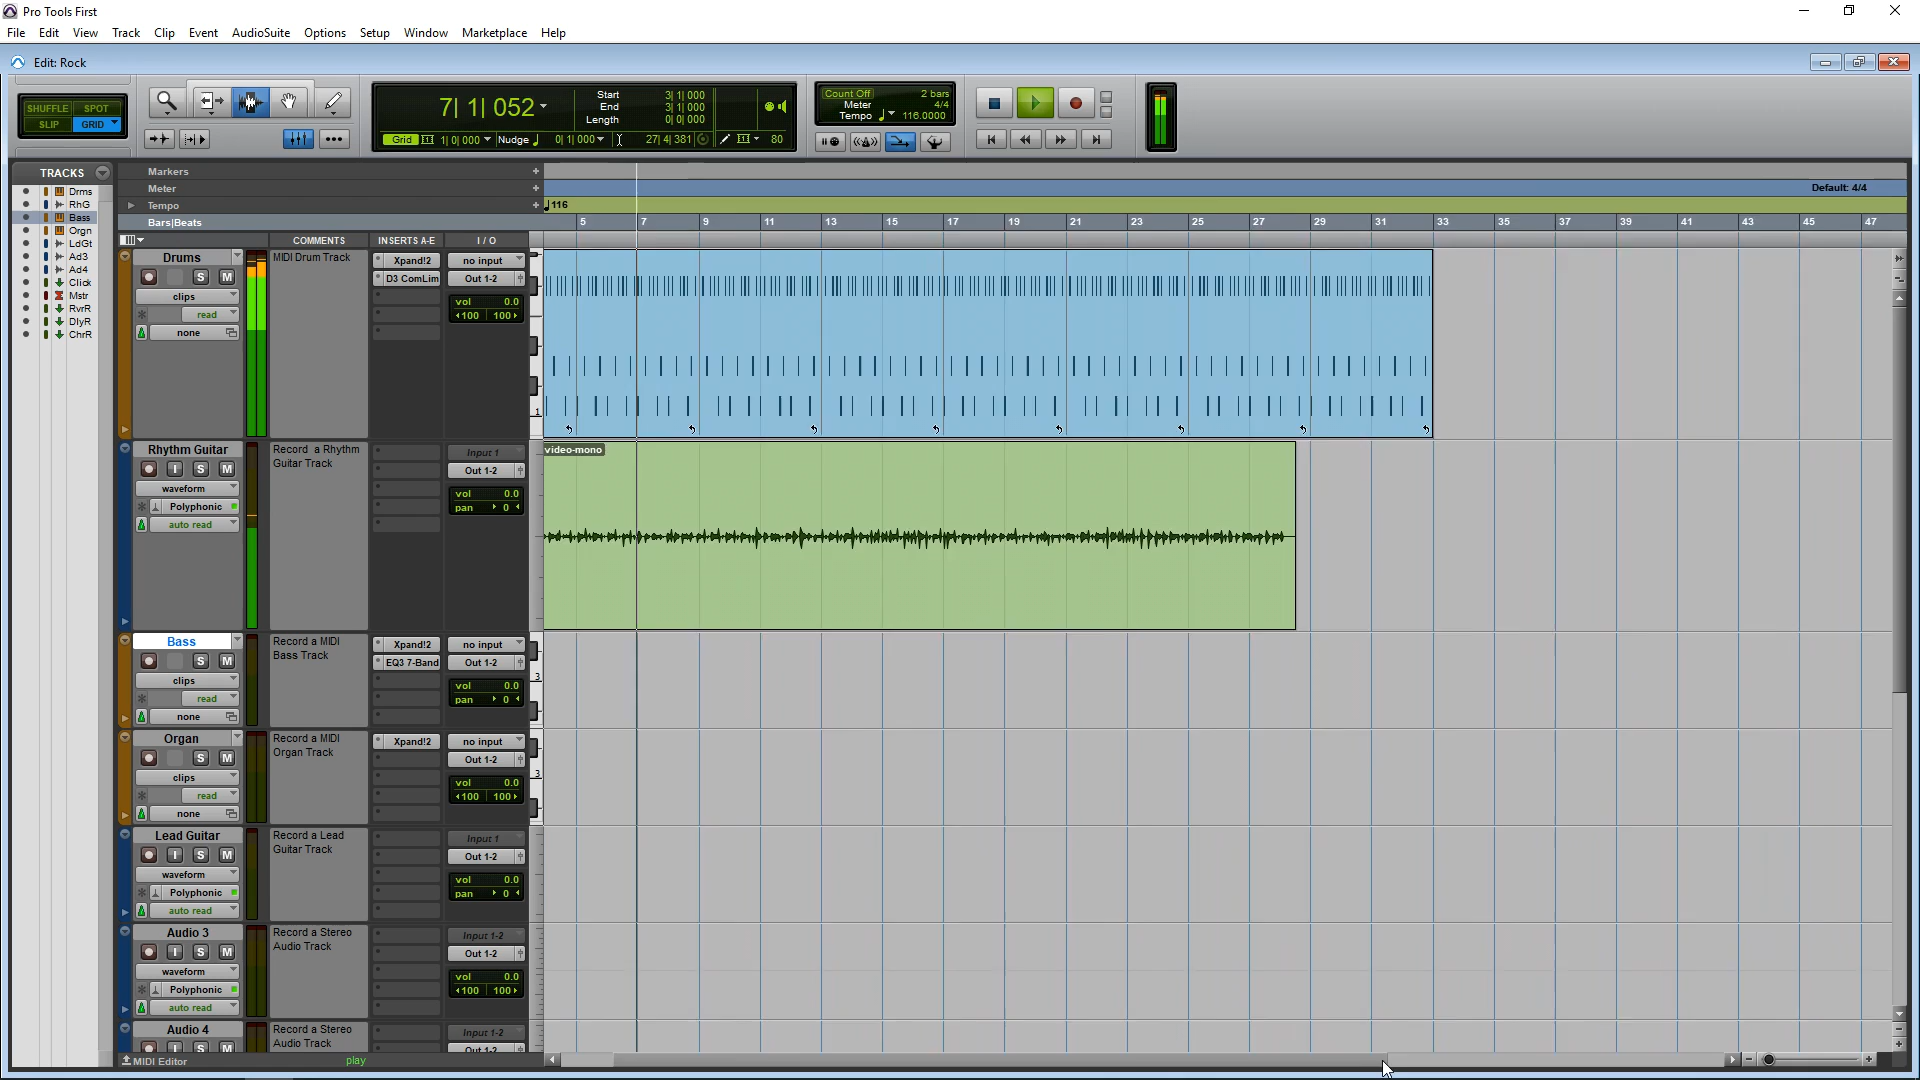 Pro Tools First
File Edit View Track Clip Event AudioSuite Options Setup Window Marketplace Help
Edit: Rock
SHUFFLE SPOT
SLIP GRID
7| 1| 052
Start 3| 1| 000
End 3| 1| 000
Length 0| 0| 000
Grid 1| 0| 000 Nudge 0| 1| 000 27| 4| 381 80
Count Off 2 bars
Meter 4/4
Tempo 116.0000
TRACKS
Drms
RhG
Bass
Orgn
LdGt
Ad3
Ad4
Click
Mstr
RvrR
DlyR
ChrR
Markers
Meter Default: 4/4
Tempo 116
Bars|Beats 5 7 9 11 13 15 17 19 21 23 25 27 29 31 33 35 37 39 41 43 45 47
COMMENTS INSERTS A-E I / O
Drums MIDI Drum Track Xpand!2 no input
S M D3 ComLim Out 1-2
clips vol 0.0
read 100 100
none
1
Rhythm Guitar Record a Rhythm Input 1 video-mono
Guitar Track
I S M Out 1-2
waveform vol 0.0
Polyphonic pan 0
auto read
Bass Record a MIDI Xpand!2 no input
Bass Track
S M EQ3 7-Band Out 1-2
clips 3
vol 0.0
read pan 0
none
Organ Record a MIDI Xpand!2 no input
Organ Track
S M Out 1-2
clips 3
vol 0.0
read 100 100
none
Lead Guitar Record a Lead Input 1
Guitar Track
I S M Out 1-2
waveform vol 0.0
Polyphonic pan 0
auto read
Audio 3 Record a Stereo Input 1-2
Audio Track
I S M Out 1-2
waveform vol 0.0
Polyphonic 100 100
auto read
Audio 4 Record a Stereo Input 1-2
Audio Track
I S M Out 1-2
MIDI Editor play